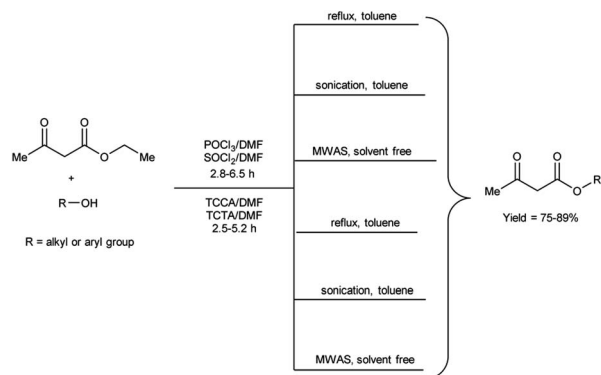 O
O
Me
O
Me
+
R—OH
R = alkyl or aryl group
POCl₃/DMF
SOCl₂/DMF
2.8-6.5 h
TCCA/DMF
TCTA/DMF
2.5-5.2 h
reflux, toluene
sonication, toluene
MWAS, solvent free
reflux, toluene
sonication, toluene
MWAS, solvent free
O
O
R
Me
O
Yield = 75-89%